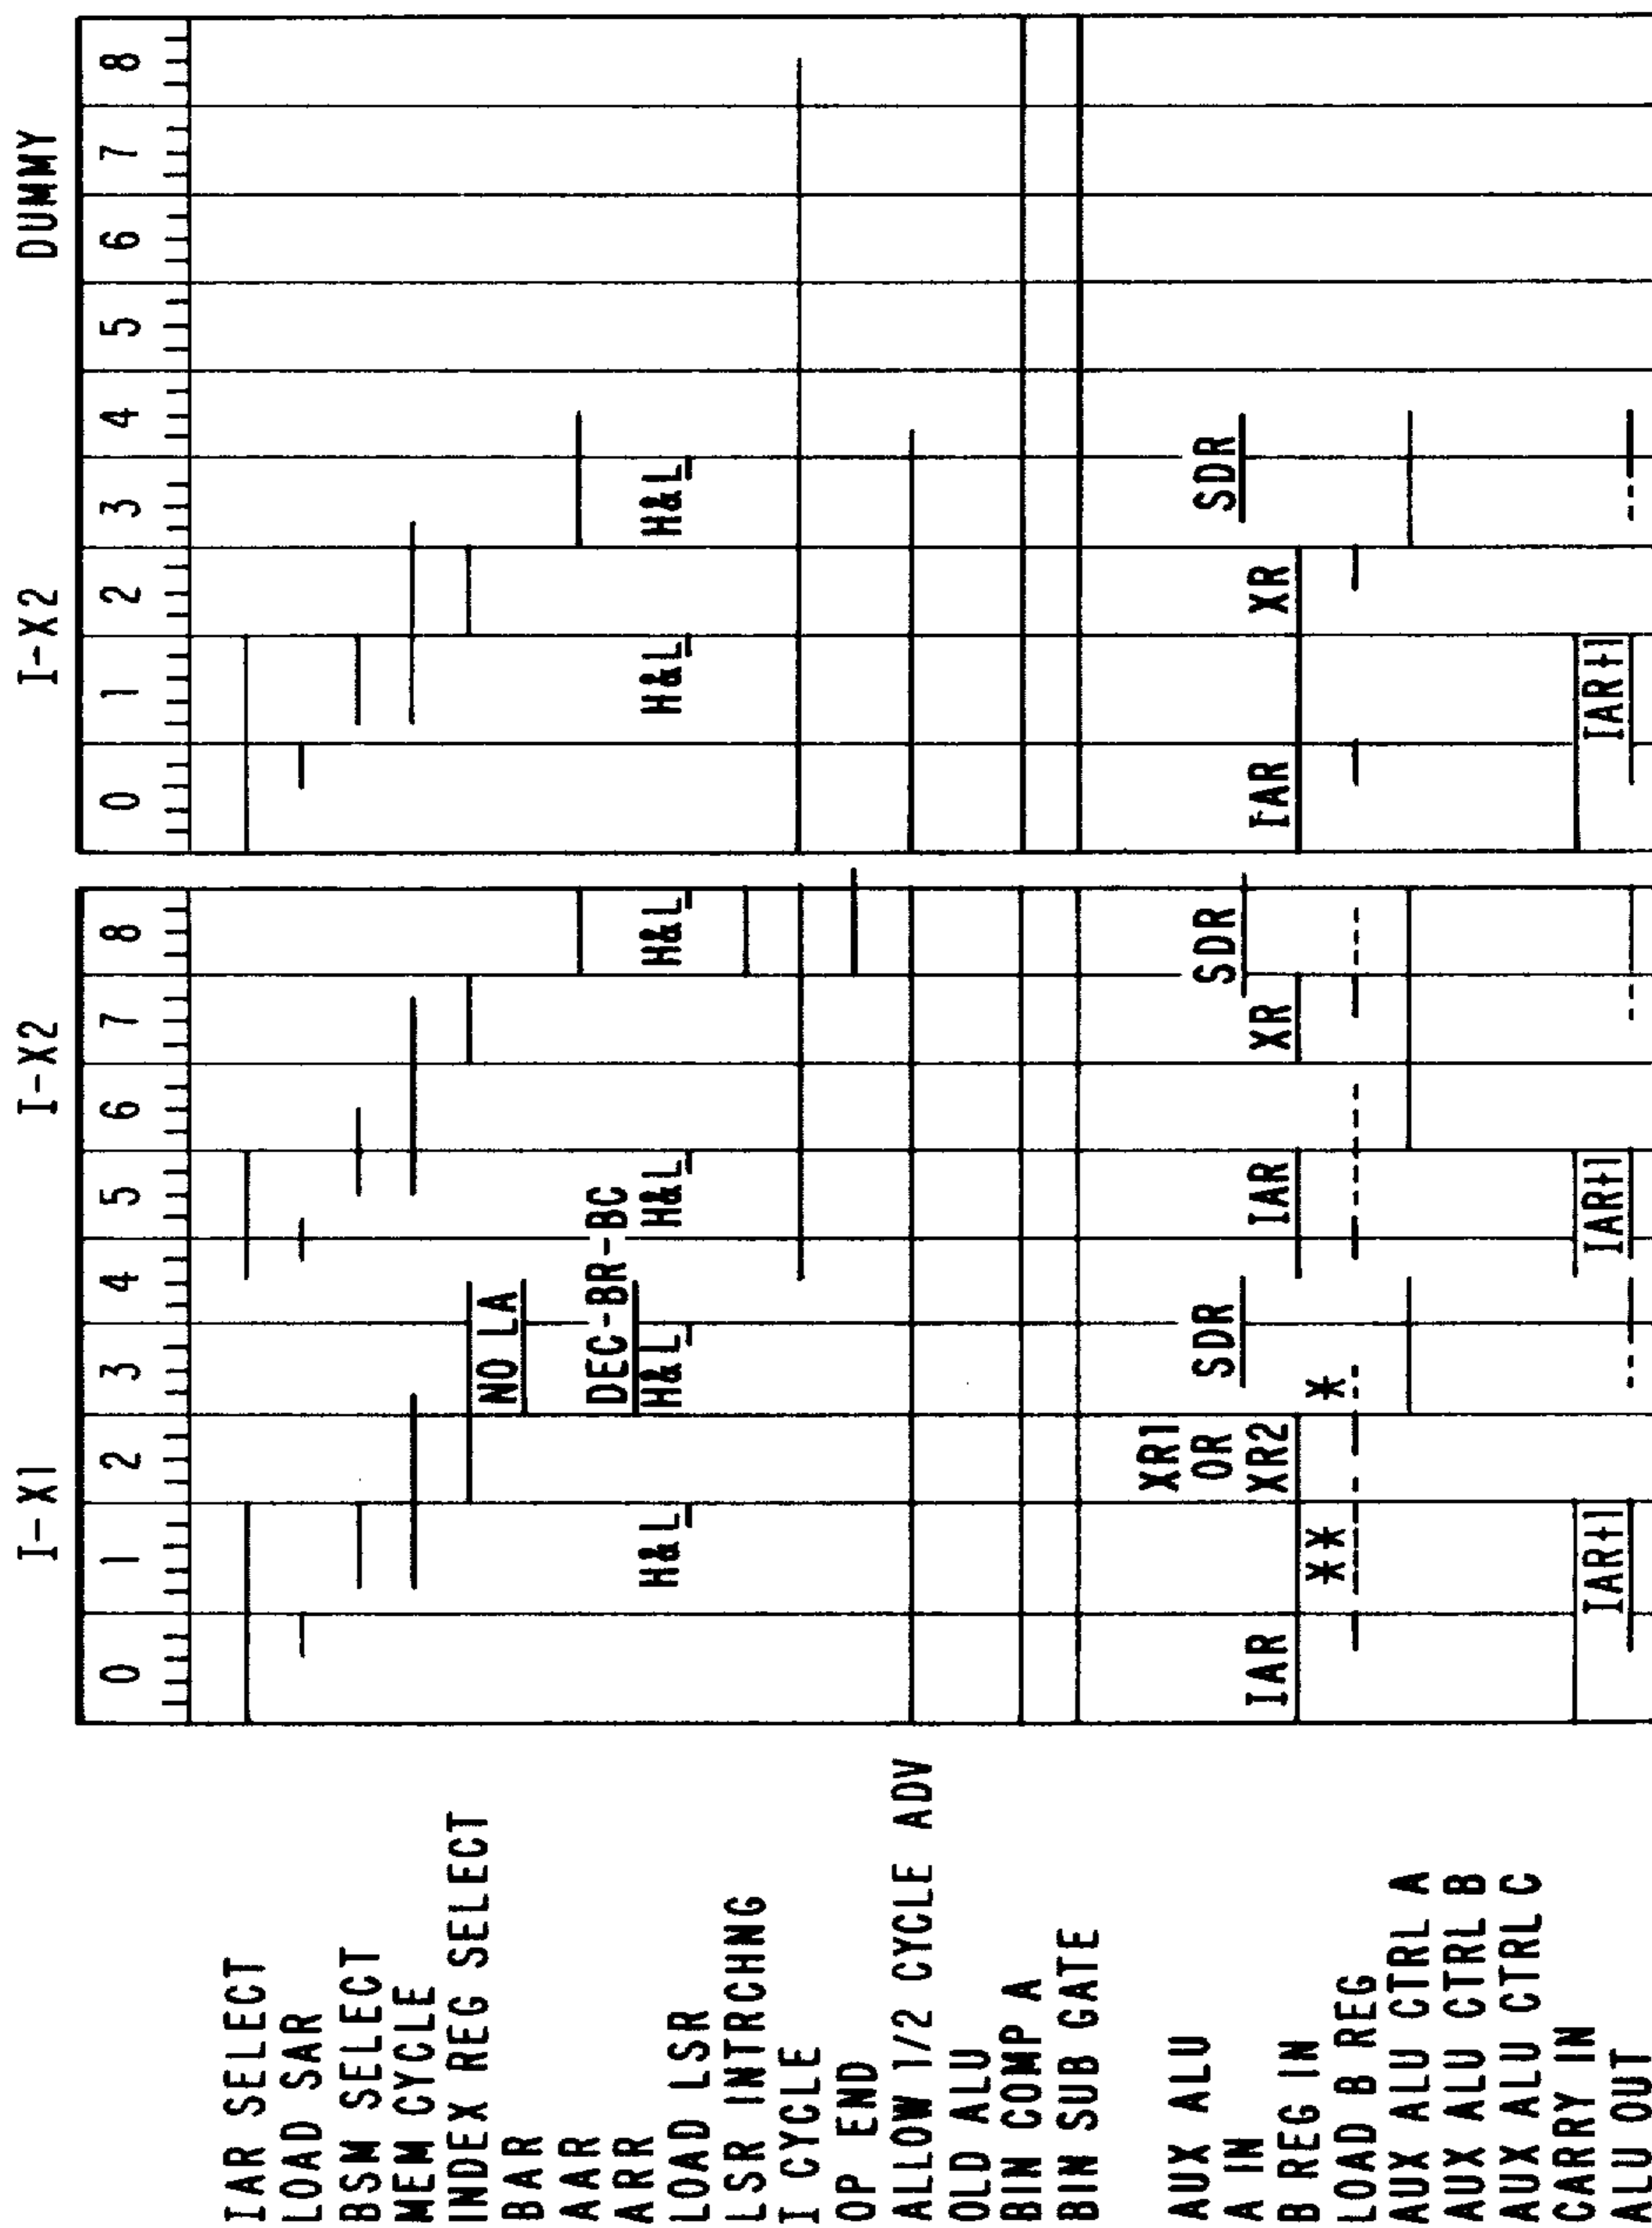 I-X1 I-X2 I-X2 DUMMY
0 1 2 3 4 5 6 7 8 0 1 2 3 4 5 6 7 8
IAR SELECT
LOAD SAR
BSM SELECT
MEM CYCLE
INDEX REG SELECT
BAR NO LA
AAR
ARR DEC-BR-BC
LOAD LSR H&L H&L H&L H&L H&L H&L
LSR INTRCHNG
I CYCLE
OP END
ALLOW 1/2 CYCLE ADV
OLD ALU
BIN COMP A
BIN SUB GATE
AUX ALU XR1
A IN OR SDR SDR SDR
B REG IN IAR XR2 IAR XR IAR XR
LOAD B REG ** *
AUX ALU CTRL A
AUX ALU CTRL B
AUX ALU CTRL C
CARRY IN
ALU OUT IAR+1 IAR+1 IAR+1